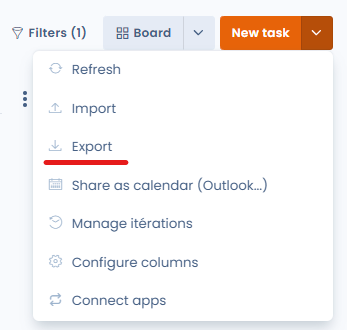 Filters (1) Board New task
Refresh
Import
Export
Share as calendar (Outlook...)
Manage itérations
Configure columns
Connect apps